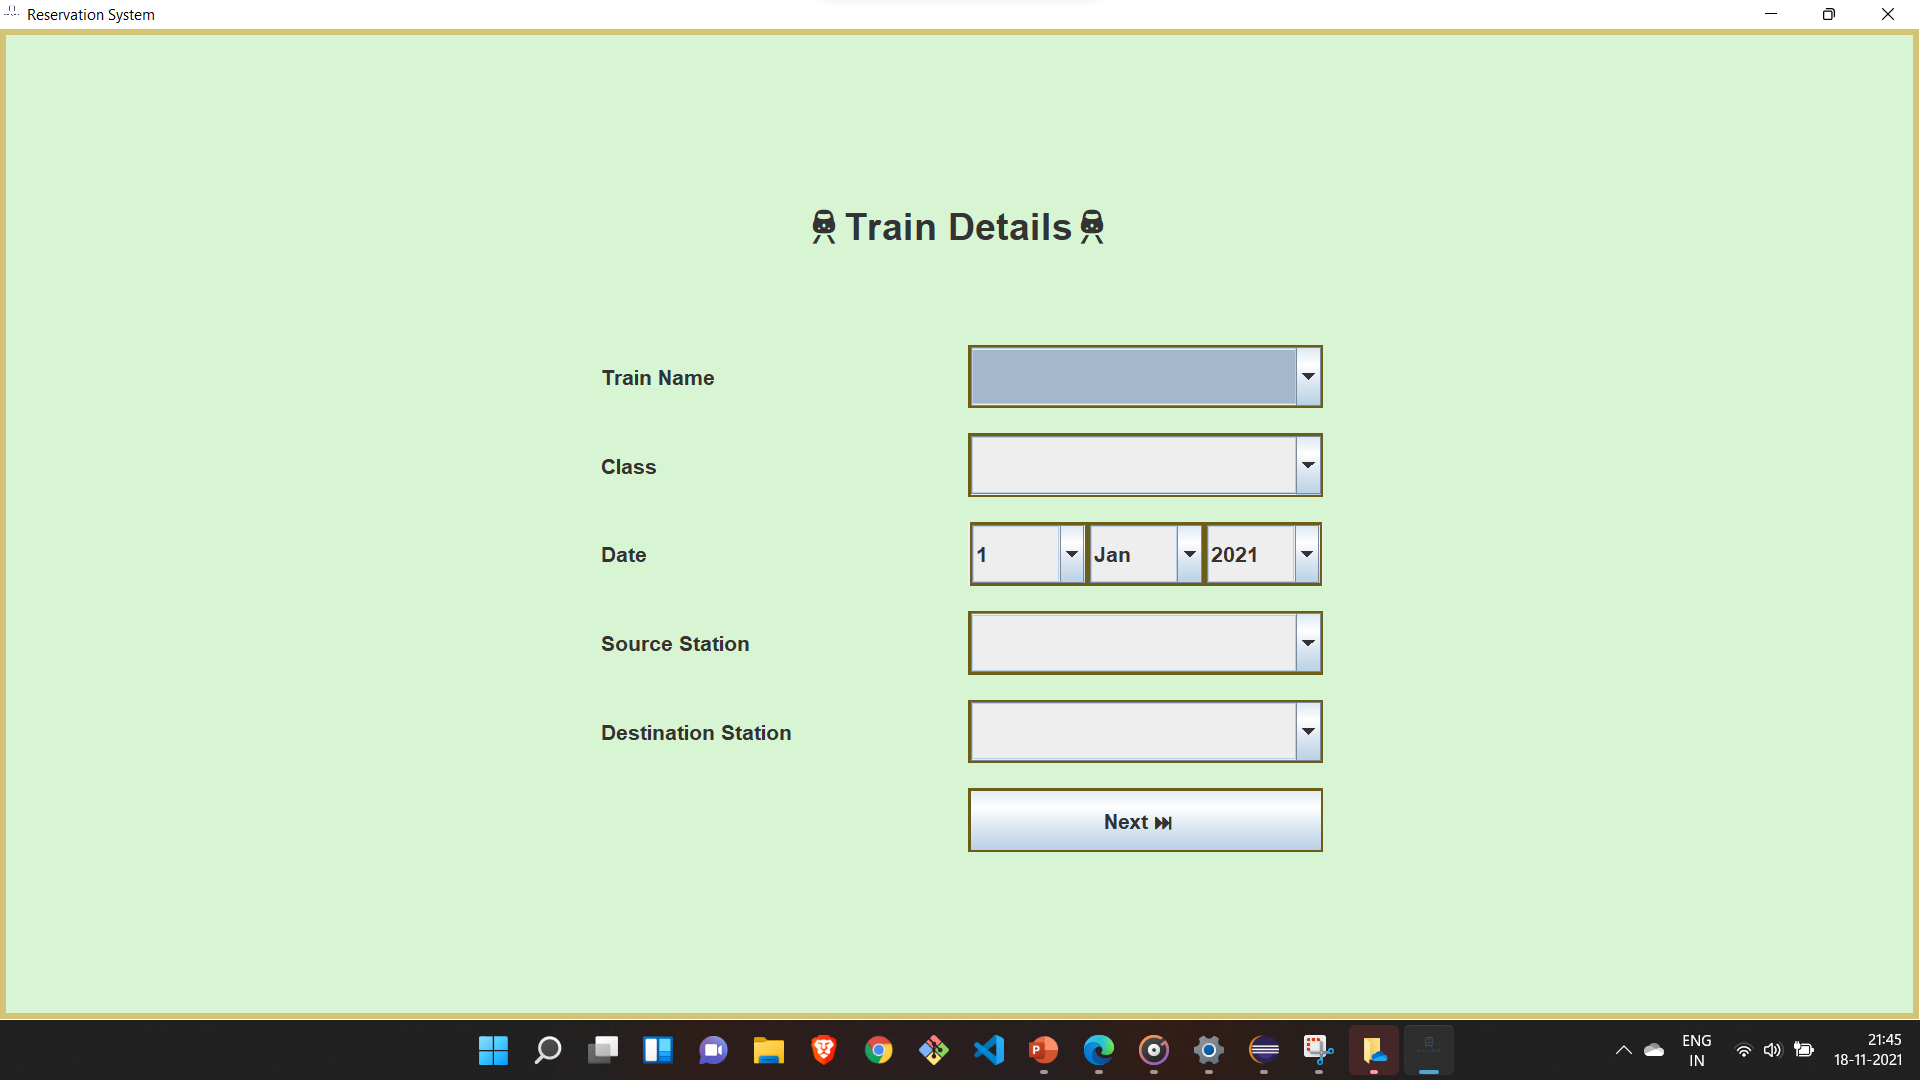 Reservation System
Train Details
Train Name
Class
Date 1 Jan 2021
Source Station
Destination Station
Next
ENG
IN
21:45
18-11-2021